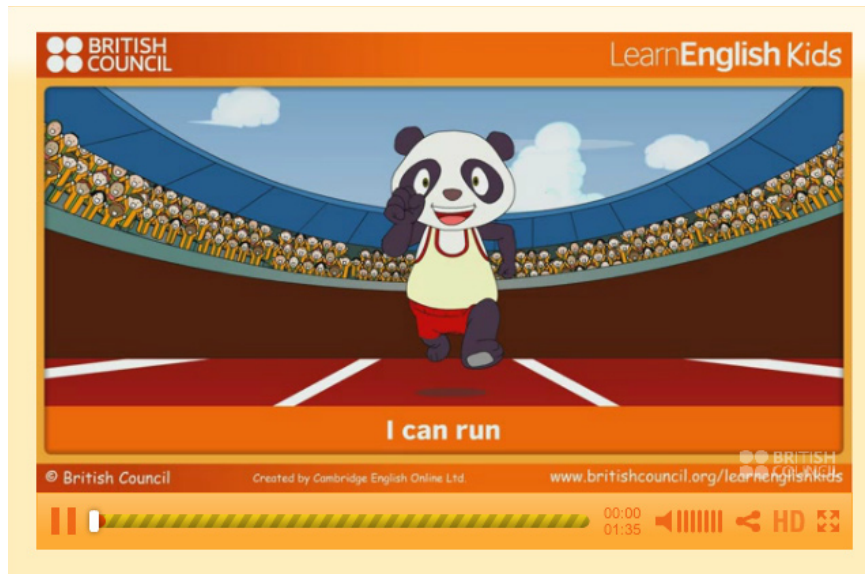 BRITISH
COUNCIL
LearnEnglish Kids
I can run
BRITISH
COUNCIL
© British Council
Created by Cambridge English Online Ltd.
www.britishcouncil.org/learnenglishkids
00:00
01:35
HD